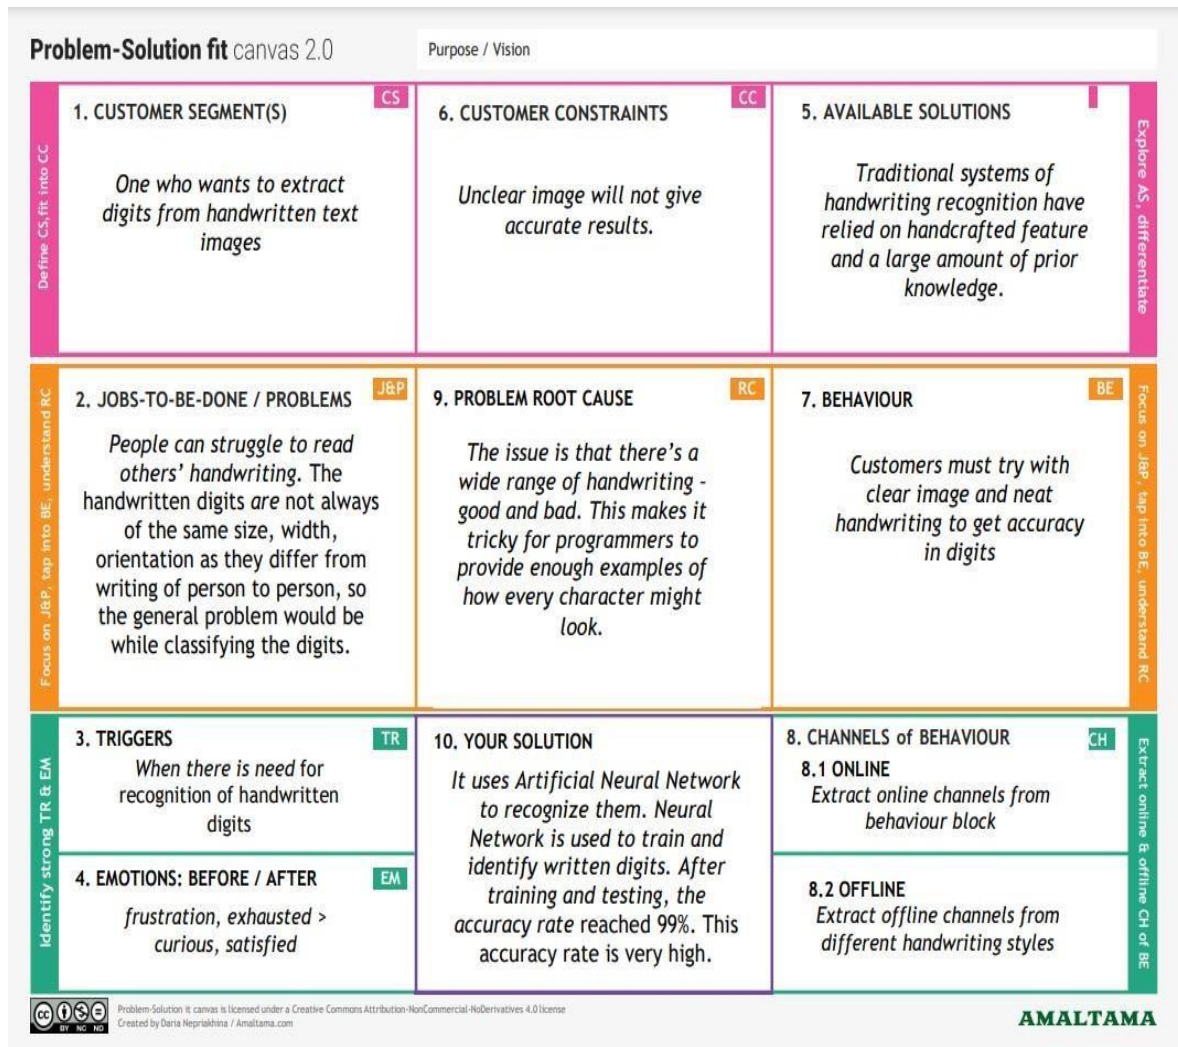 Problem-Solution fit canvas 2.0
Purpose / Vision
Define CS,fit into CC
1. CUSTOMER SEGMENT(S)
CS
One who wants to extract
digits from handwritten text
images
6. CUSTOMER CONSTRAINTS
CC
Unclear image will not give
accurate results.
5. AVAILABLE SOLUTIONS
Traditional systems of
handwriting recognition have
relied on handcrafted feature
and a large amount of prior
knowledge.
Explore AS, differentiate
Focus on J&P, tap into BE, understand RC
2. JOBS-TO-BE-DONE / PROBLEMS
J&P
People can struggle to read
others' handwriting. The
handwritten digits are not always
of the same size, width,
orientation as they differ from
writing of person to person, so
the general problem would be
while classifying the digits.
9. PROBLEM ROOT CAUSE
RC
The issue is that there's a
wide range of handwriting -
good and bad. This makes it
tricky for programmers to
provide enough examples of
how every character might
look.
7. BEHAVIOUR
BE
Customers must try with
clear image and neat
handwriting to get accuracy
in digits
Focus on J&P, tap into BE, understand RC
Identify strong TR & EM
3. TRIGGERS
TR
When there is need for
recognition of handwritten
digits
4. EMOTIONS: BEFORE / AFTER
EM
frustration, exhausted >
curious, satisfied
10. YOUR SOLUTION
It uses Artificial Neural Network
to recognize them. Neural
Network is used to train and
identify written digits. After
training and testing, the
accuracy rate reached 99%. This
accuracy rate is very high.
8. CHANNELS of BEHAVIOUR
CH
8.1 ONLINE
Extract online channels from
behaviour block
8.2 OFFLINE
Extract offline channels from
different handwriting styles
Extract online & offline CH of BE
cc
BY NC ND
Problem-Solution it canvas is licensed under a Creative Commons Attribution-NonCommercial-NoDerivatives 4.0 license
Created by Daria Nepriakhina / Amaltama.com
AMALTAMA